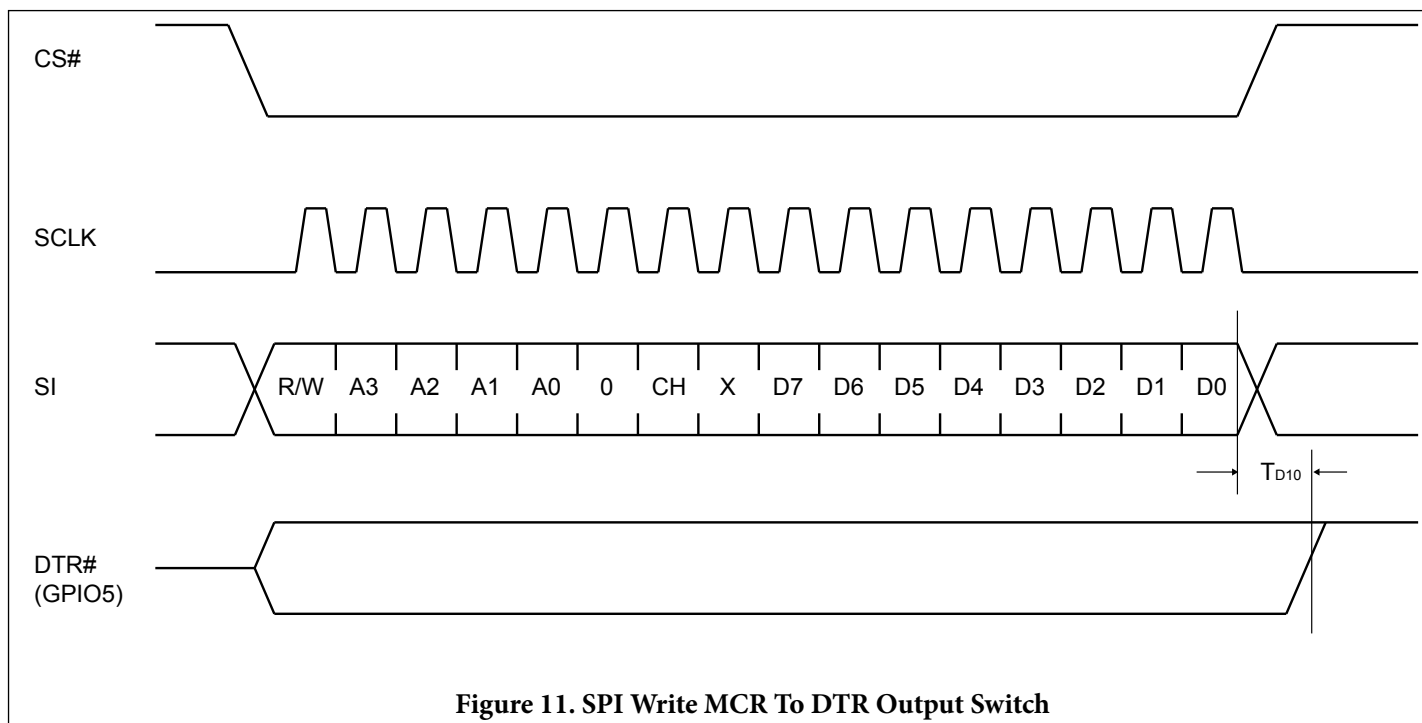 CS#
SCLK
SI
R/W A3 A2 A1 A0 0 CH X D7 D6 D5 D4 D3 D2 D1 D0
TD10
DTR#
(GPIO5)
Figure 11. SPI Write MCR To DTR Output Switch